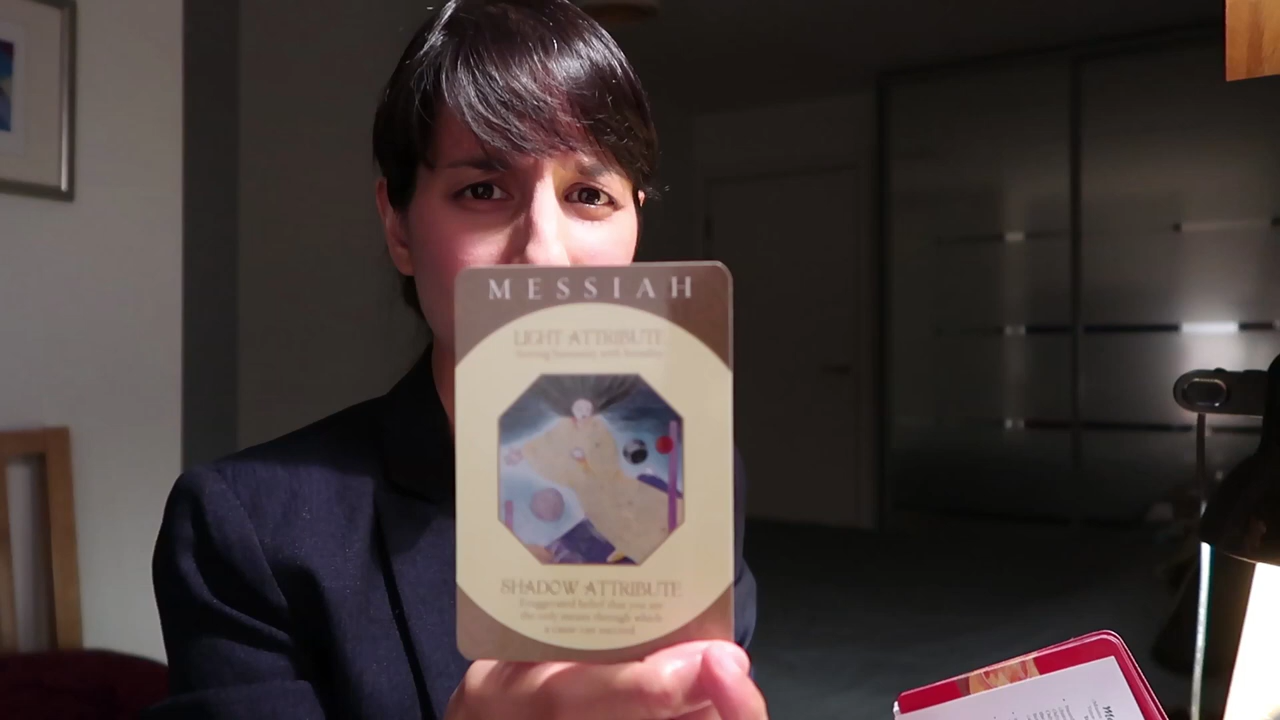 MESSIAH
LIGHT ATTRIBUTE
Serving humanity with humility
SHADOW ATTRIBUTE
Exaggerated belief that you are
the only means through which
a cause can succeed